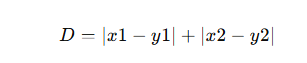 D = |x1 − y1| + |x2 − y2|